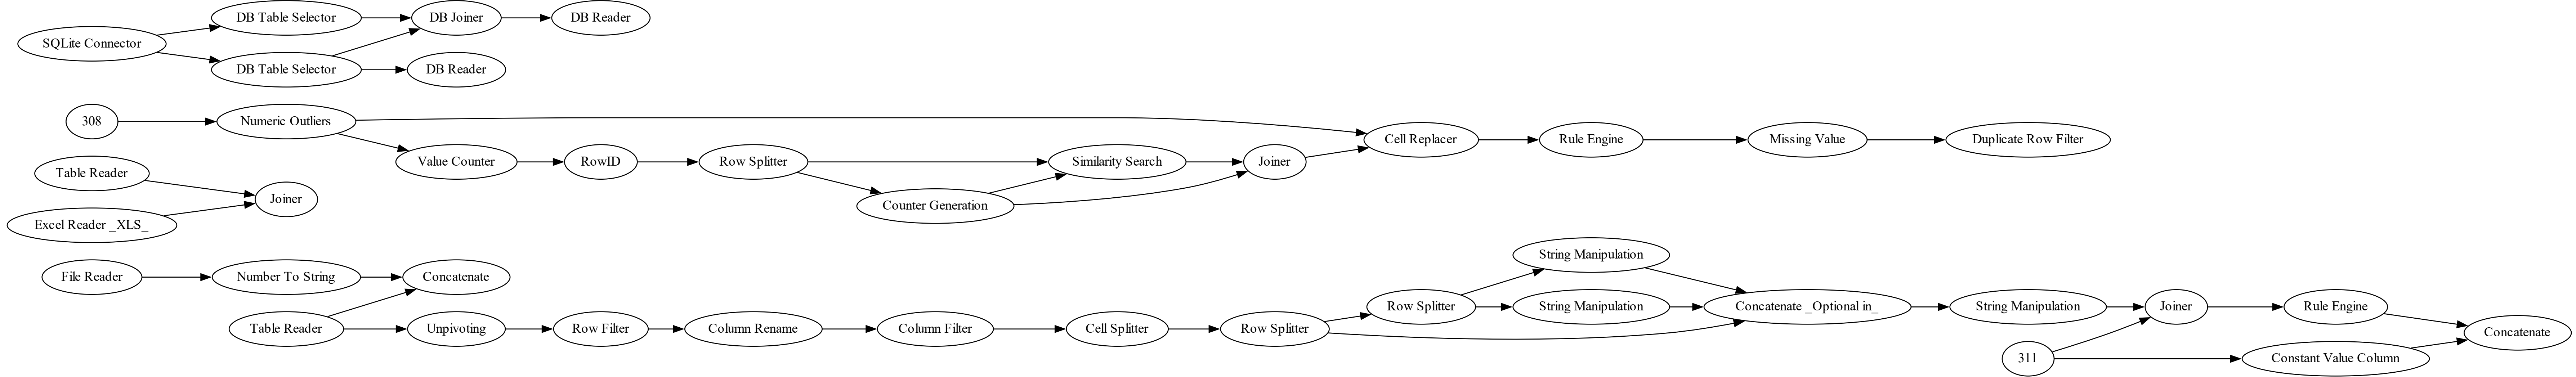 SQLite Connector
DB Table Selector
DB Table Selector
DB Joiner
DB Reader
DB Reader
308
Numeric Outliers
Value Counter
RowID
Row Splitter
Similarity Search
Counter Generation
Joiner
Cell Replacer
Rule Engine
Missing Value
Duplicate Row Filter
Table Reader
Excel Reader _XLS_
Joiner
File Reader
Number To String
Concatenate
Table Reader
Unpivoting
Row Filter
Column Rename
Column Filter
Cell Splitter
Row Splitter
Row Splitter
String Manipulation
String Manipulation
Concatenate _Optional in_
String Manipulation
Joiner
Rule Engine
311
Constant Value Column
Concatenate